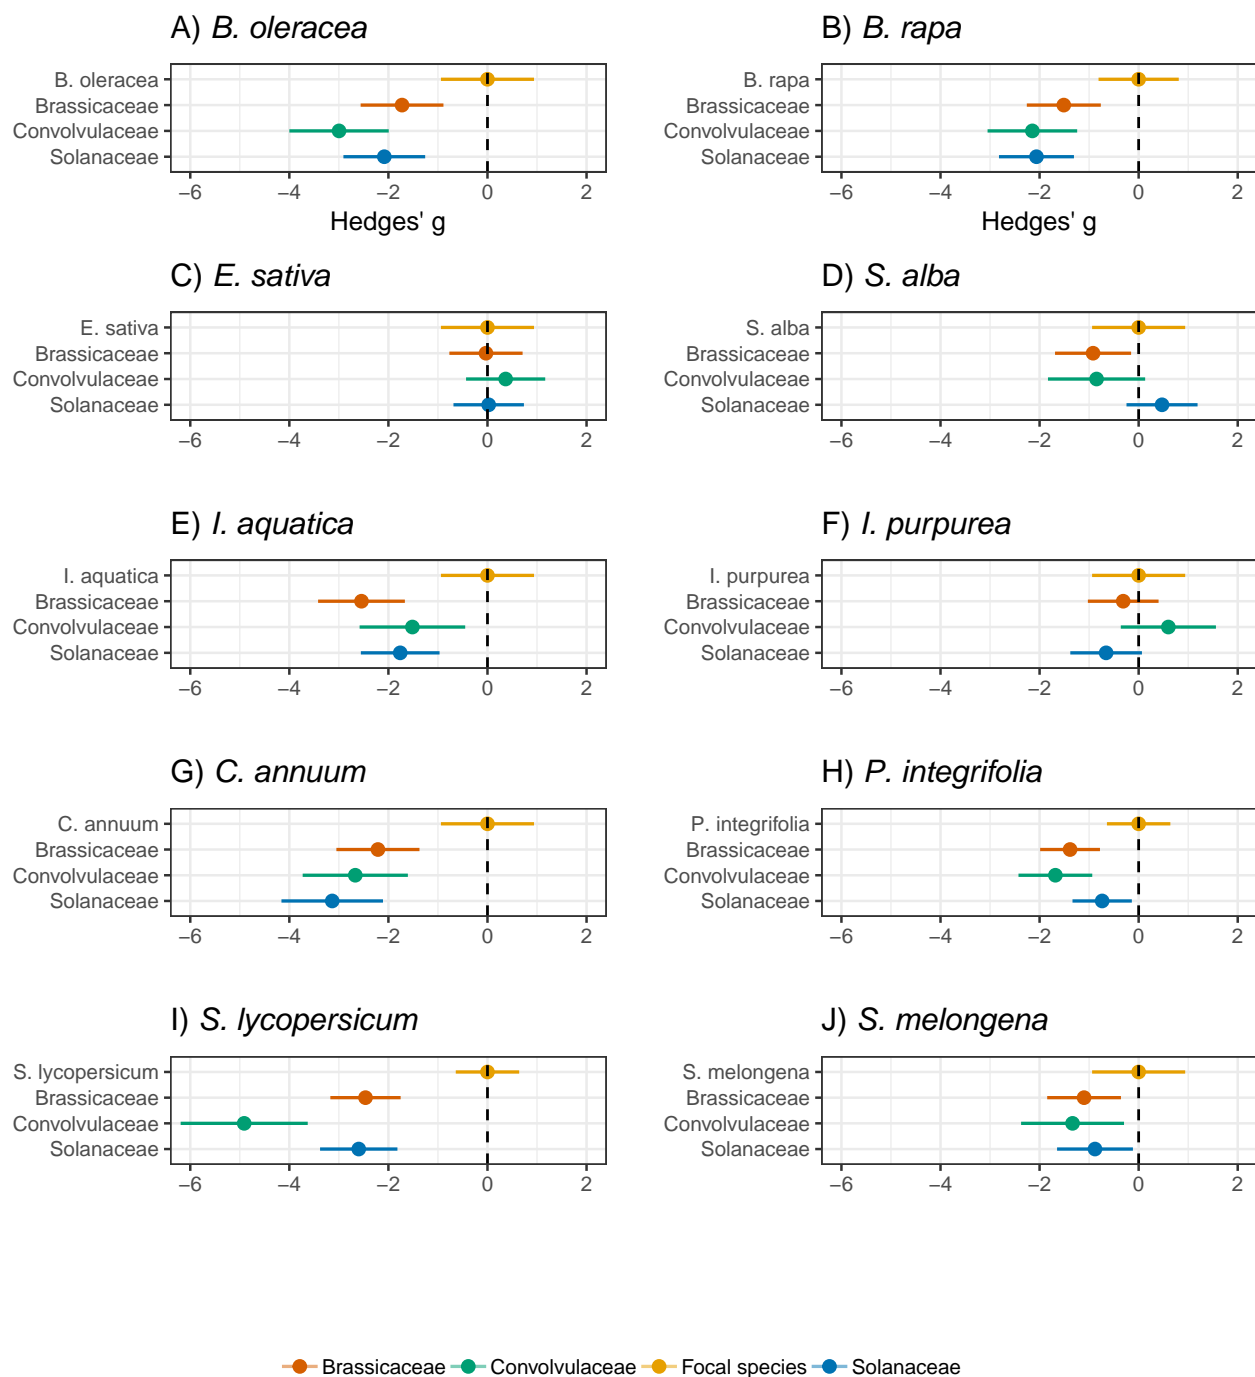 A) B. oleracea
B. oleracea
Brassicaceae
Convolvulaceae
Solanaceae
−6 −4 −2 0 2
Hedges' g
B) B. rapa
B. rapa
Brassicaceae
Convolvulaceae
Solanaceae
−6 −4 −2 0 2
Hedges' g
C) E. sativa
E. sativa
Brassicaceae
Convolvulaceae
Solanaceae
−6 −4 −2 0 2
D) S. alba
S. alba
Brassicaceae
Convolvulaceae
Solanaceae
−6 −4 −2 0 2
E) I. aquatica
I. aquatica
Brassicaceae
Convolvulaceae
Solanaceae
−6 −4 −2 0 2
F) I. purpurea
I. purpurea
Brassicaceae
Convolvulaceae
Solanaceae
−6 −4 −2 0 2
G) C. annuum
C. annuum
Brassicaceae
Convolvulaceae
Solanaceae
−6 −4 −2 0 2
H) P. integrifolia
P. integrifolia
Brassicaceae
Convolvulaceae
Solanaceae
−6 −4 −2 0 2
I) S. lycopersicum
S. lycopersicum
Brassicaceae
Convolvulaceae
Solanaceae
−6 −4 −2 0 2
J) S. melongena
S. melongena
Brassicaceae
Convolvulaceae
Solanaceae
−6 −4 −2 0 2
Brassicaceae Convolvulaceae Focal species Solanaceae